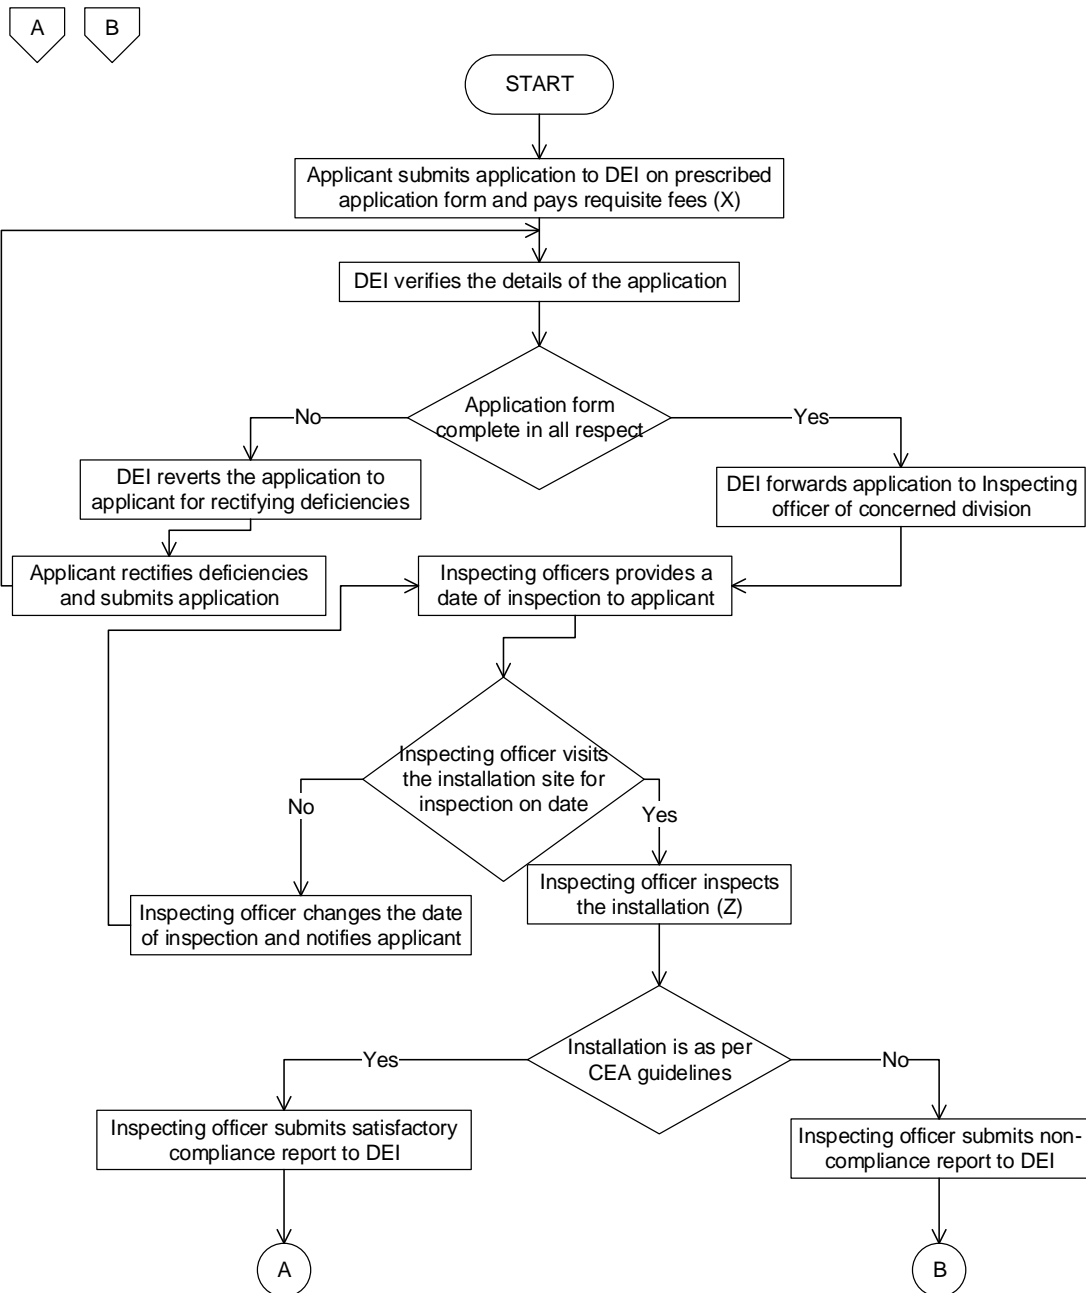 A
B
START
Applicant submits application to DEI on prescribed
application form and pays requisite fees (X)
DEI verifies the details of the application
Application form
complete in all respect
No
Yes
DEI reverts the application to
applicant for rectifying deficiencies
DEI forwards application to Inspecting
officer of concerned division
Applicant rectifies deficiencies
and submits application
Inspecting officers provides a
date of inspection to applicant
Inspecting officer visits
the installation site for
inspection on date
No
Yes
Inspecting officer changes the date
of inspection and notifies applicant
Inspecting officer inspects
the installation (Z)
Installation is as per
CEA guidelines
Yes
No
Inspecting officer submits satisfactory
compliance report to DEI
Inspecting officer submits non-
compliance report to DEI
A
B